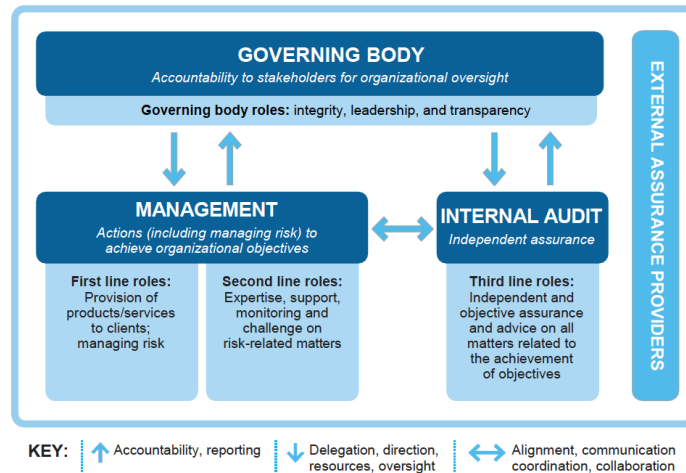 GOVERNING BODY
Accountability to stakeholders for organizational oversight
Governing body roles: integrity, leadership, and transparency
MANAGEMENT
Actions (including managing risk) to
achieve organizational objectives
First line roles:
Provision of
products/services
to clients;
managing risk
Second line roles:
Expertise, support,
monitoring and
challenge on
risk-related matters
INTERNAL AUDIT
Independent assurance
Third line roles:
Independent and
objective assurance
and advice on all
matters related to
the achievement
of objectives
EXTERNAL ASSURANCE PROVIDERS
KEY:
Accountability, reporting
Delegation, direction,
resources, oversight
Alignment, communication
coordination, collaboration